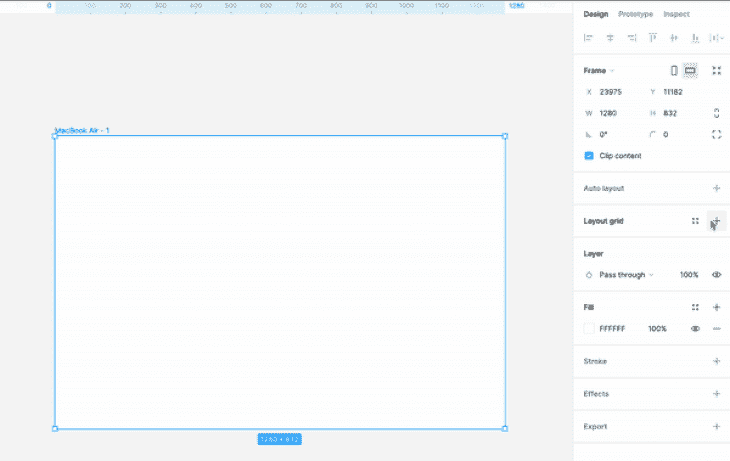 0 100 200 300 400 500 600 700 800 900 1000 1100 1280
Design Prototype Inspect
Frame
X 23975 Y 11182
W 1280 H 832
0° 0
Clip content
MacBook Air - 1
Auto layout
Layout grid
Layer
Pass through 100%
Fill
FFFFFF 100%
Stroke
Effects
Export
1280 × 832